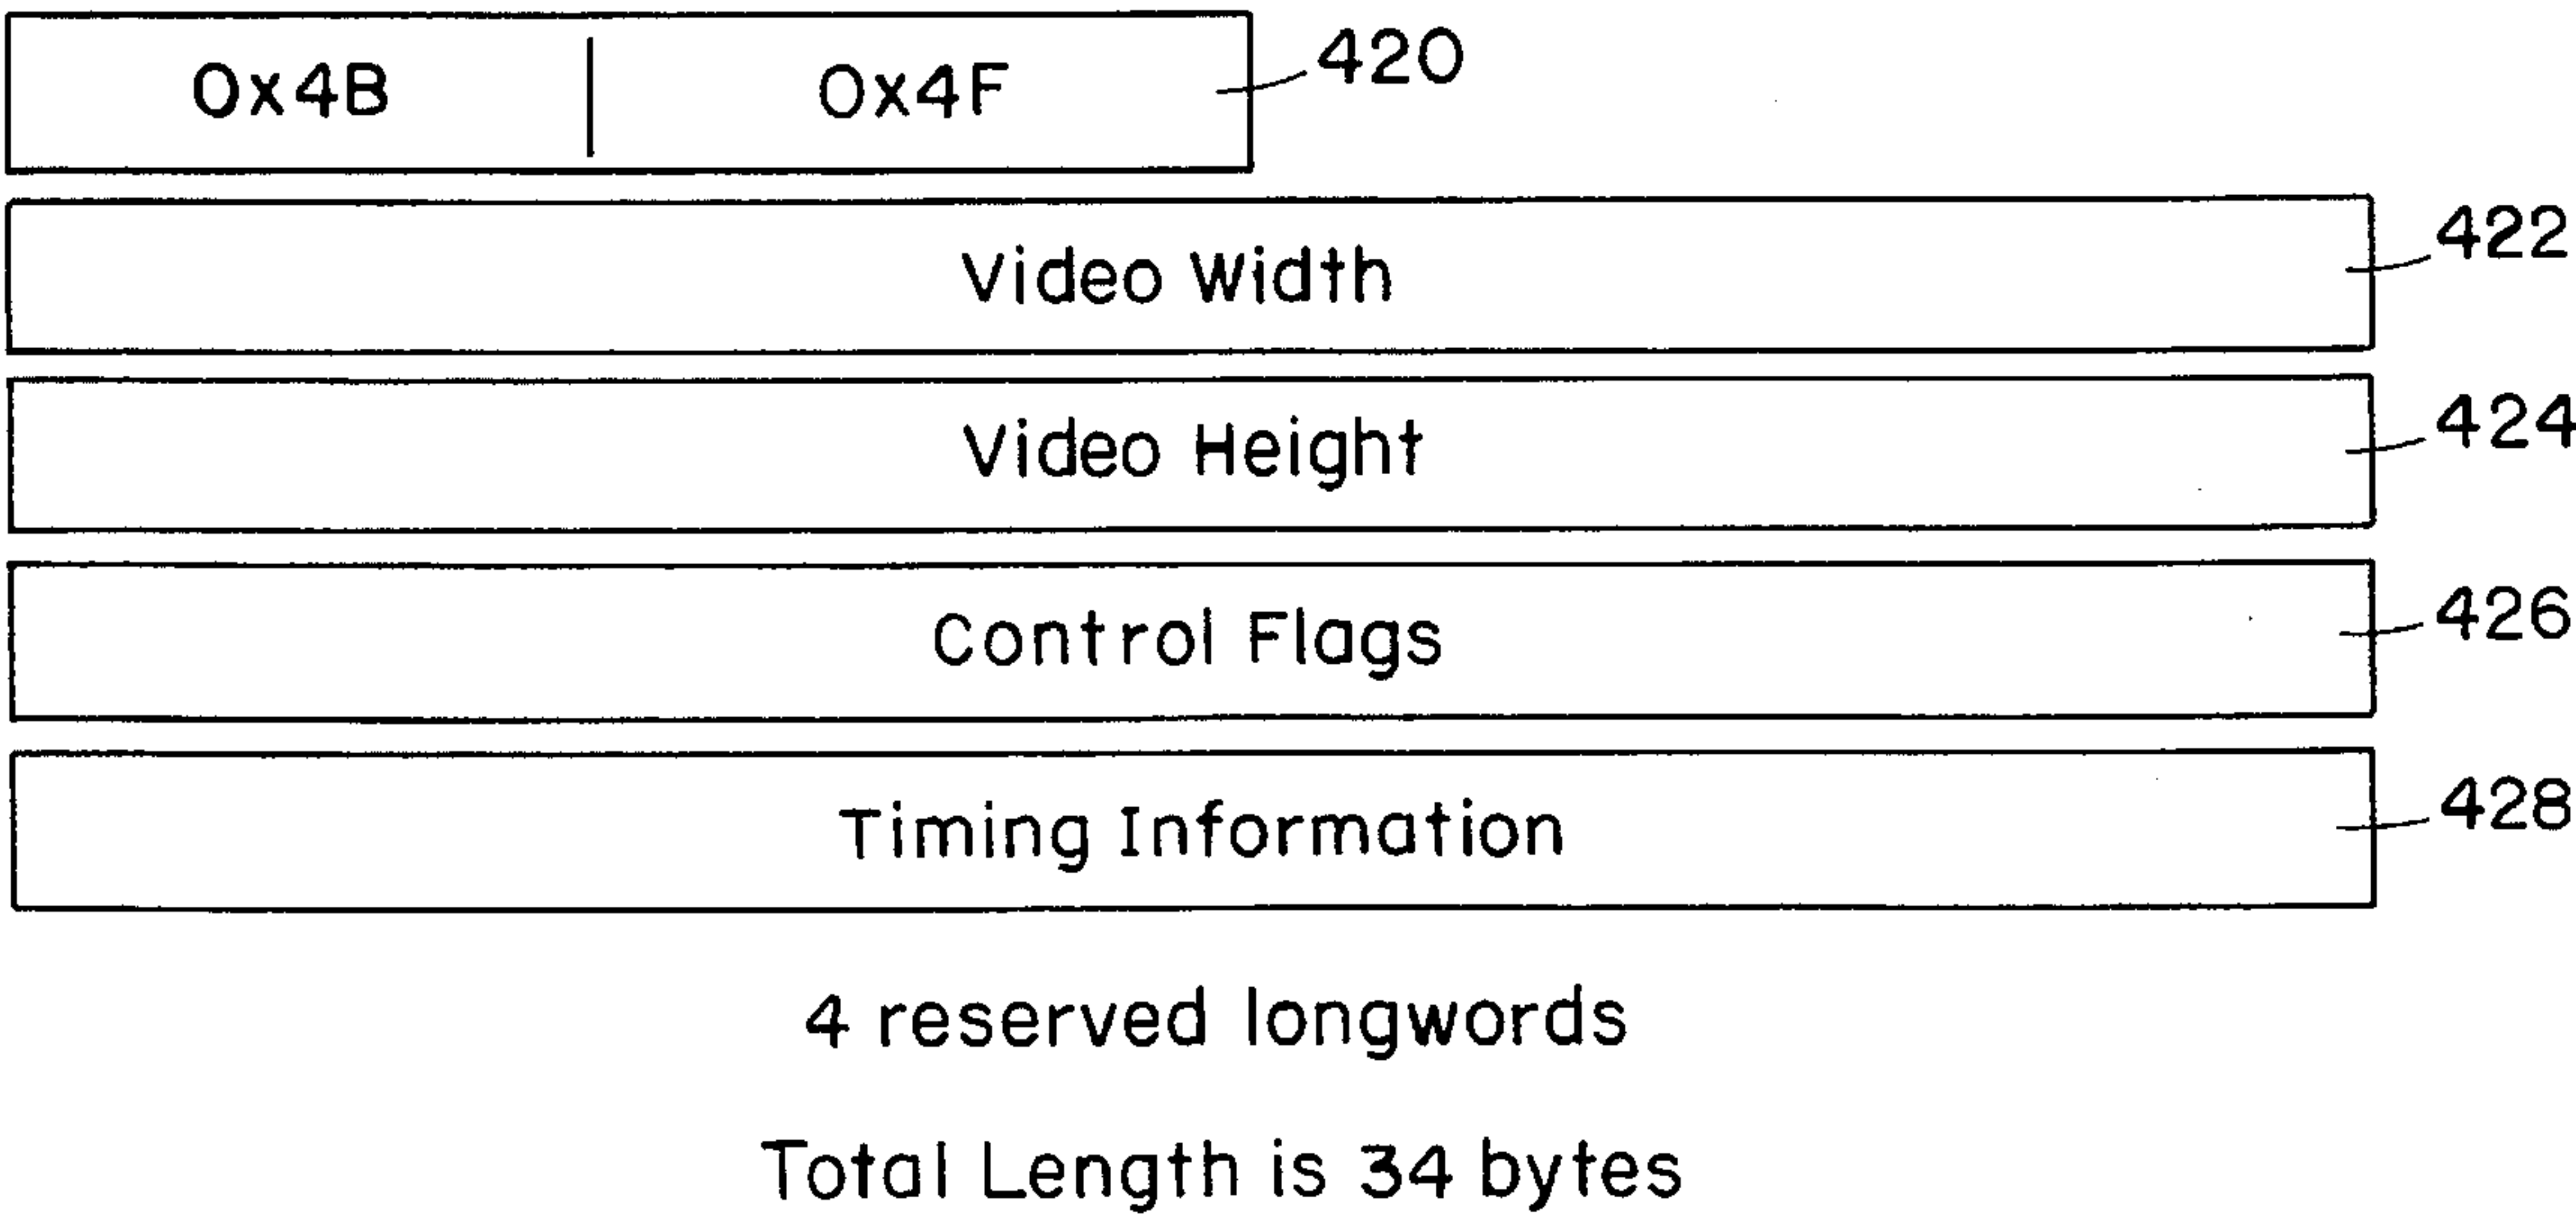 0x4B 0x4F 420
Video Width 422
Video Height 424
Control Flags 426
Timing Information 428
4 reserved longwords
Total Length is 34 bytes